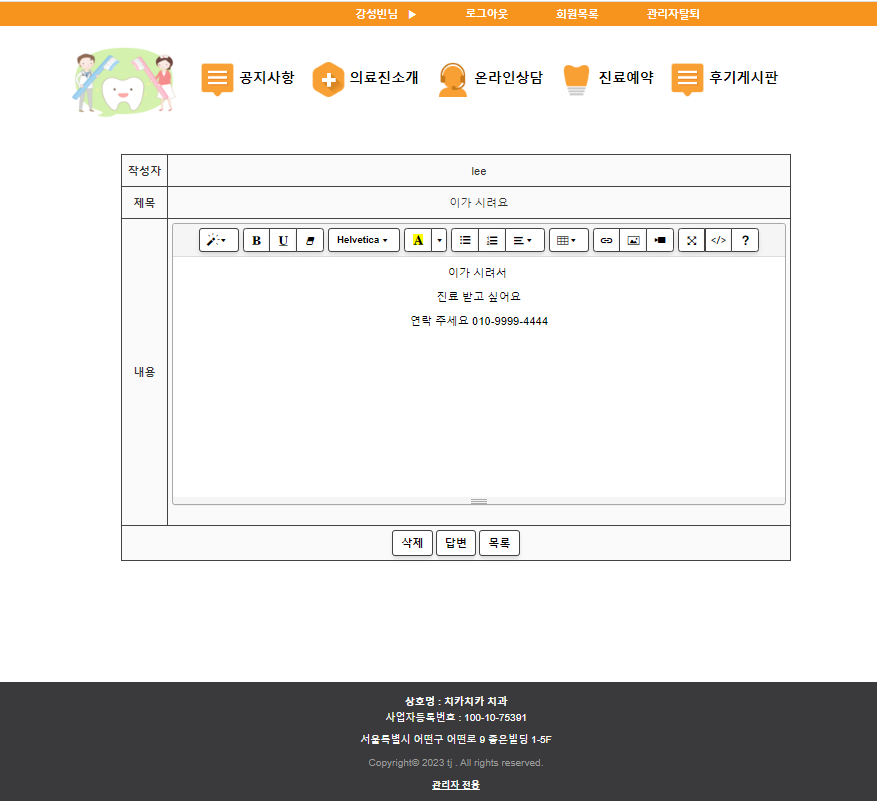 강성빈님 ▶ 로그아웃 회원목록 관리자탈퇴
공지사항 의료진소개 온라인상담 진료예약 후기게시판
작성자 lee
제목 이가 시려요
B U Helvetica A </> ?
이가 시려서
진료 받고 싶어요
연락 주세요 010-9999-4444
내용
삭제 답변 목록
상호명 : 치카치카 치과
사업자등록번호 : 100-10-75391
서울특별시 어떤구 어떤로 9 좋은빌딩 1-5F
Copyright© 2023 tj . All rights reserved.
관리자 전용